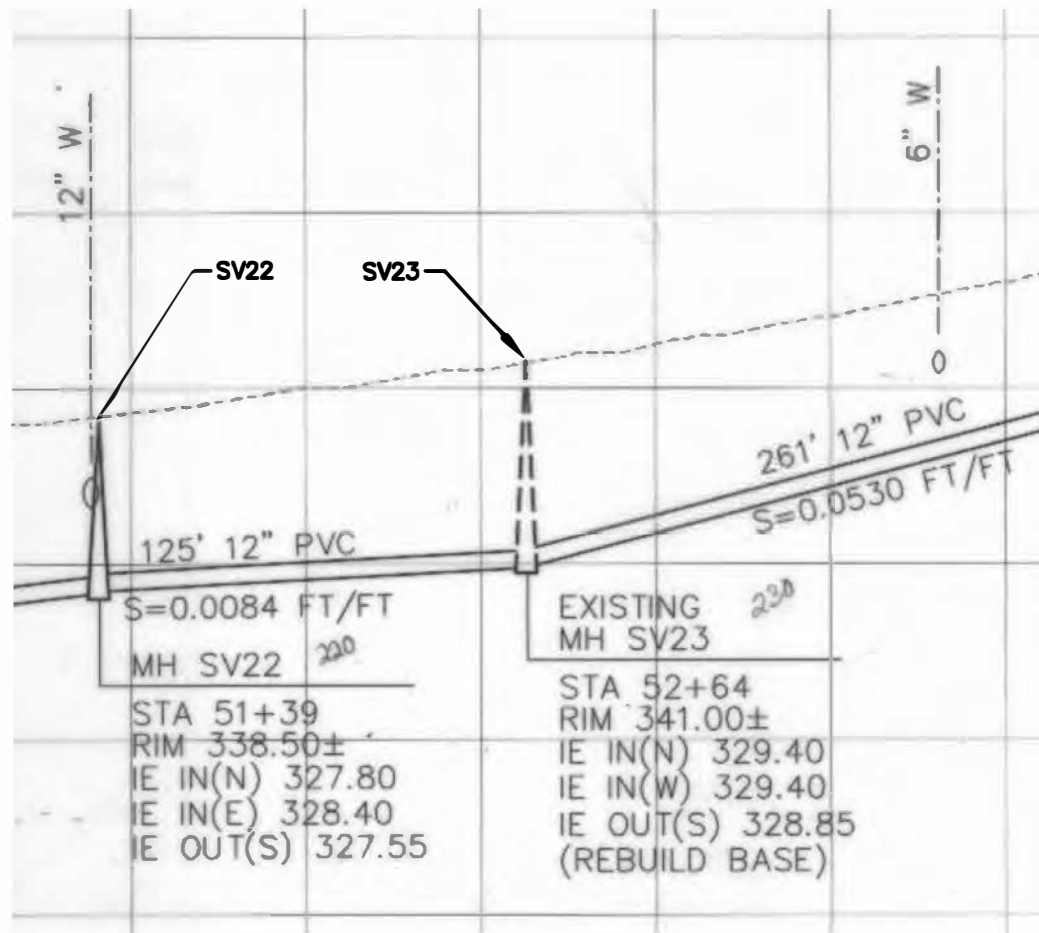 12" W
6" W
SV22
SV23
261' 12" PVC
S=0.0530 FT/FT
125' 12" PVC
S=0.0084 FT/FT
MH SV22
220
STA 51+39
RIM 338.50±
IE IN(N) 327.80
IE IN(E) 328.40
IE OUT(S) 327.55
EXISTING
230
MH SV23
STA 52+64
RIM 341.00±
IE IN(N) 329.40
IE IN(W) 329.40
IE OUT(S) 328.85
(REBUILD BASE)